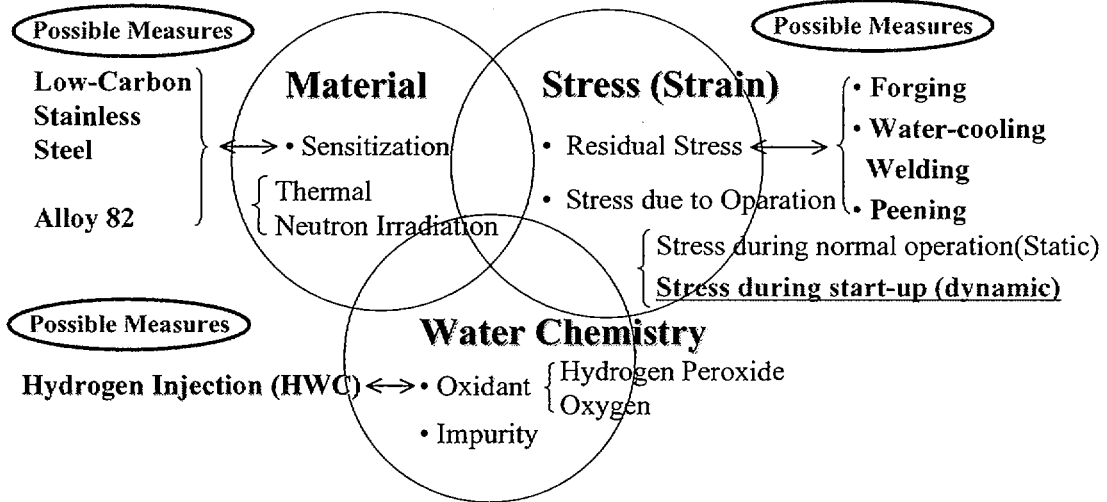 Possible Measures
Low-Carbon
Stainless
Steel
Alloy 82
Material
• Sensitization
Thermal
Neutron Irradiation
Possible Measures
Stress (Strain)
• Residual Stress
• Stress due to Oparation
• Forging
• Water-cooling
Welding
• Peening
Stress during normal operation(Static)
Stress during start-up (dynamic)
Possible Measures
Hydrogen Injection (HWC)
Water Chemistry
• Oxidant
Hydrogen Peroxide
Oxygen
• Impurity